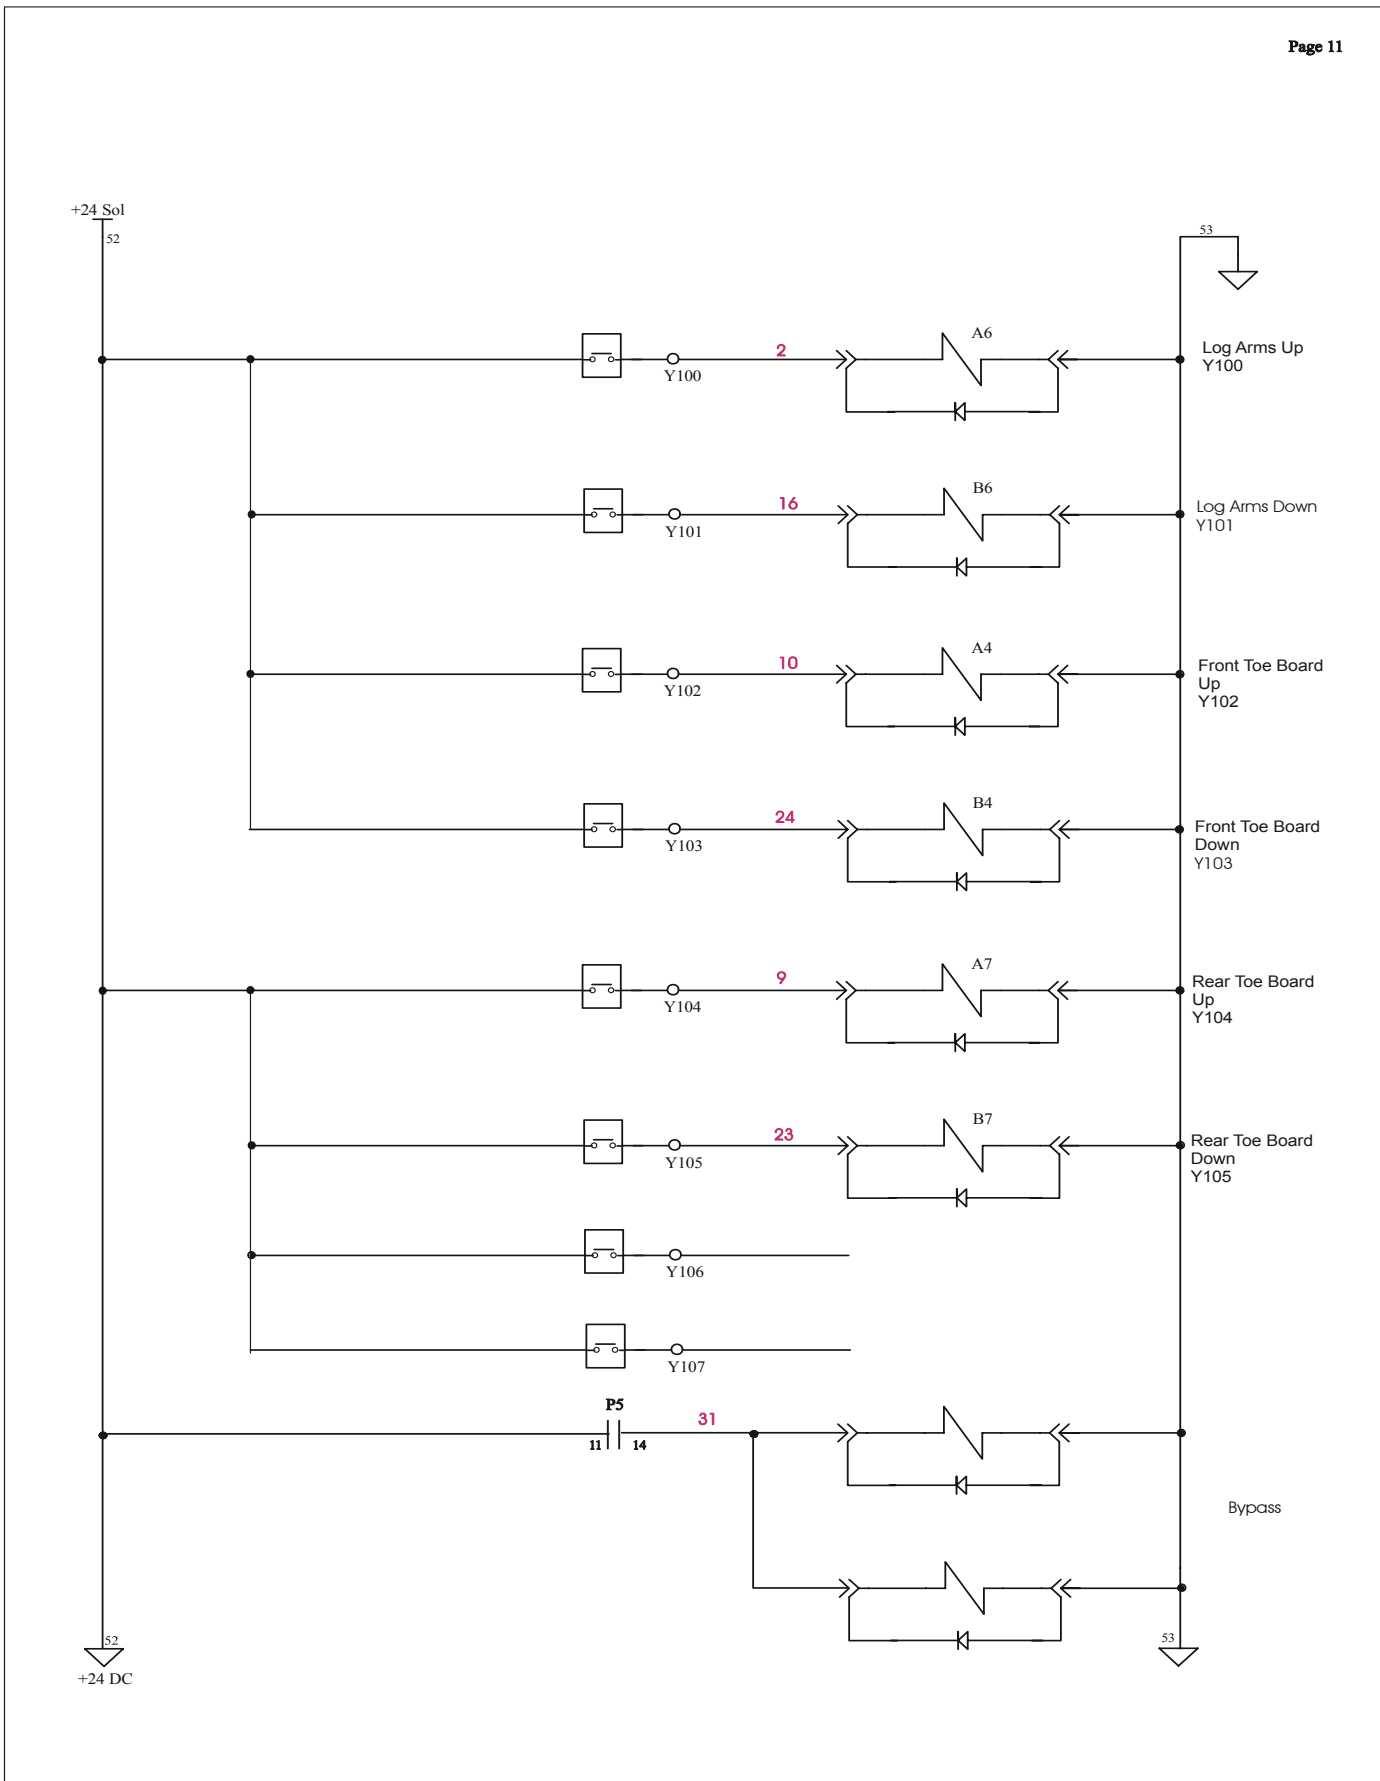 Page 11
+24 Sol
52
53
2
A6
Y100
Log Arms Up
Y100
16
B6
Y101
Log Arms Down
Y101
10
A4
Y102
Front Toe Board
Up
Y102
24
B4
Y103
Front Toe Board
Down
Y103
9
A7
Y104
Rear Toe Board
Up
Y104
23
B7
Y105
Rear Toe Board
Down
Y105
Y106
Y107
P5
11
14
31
Bypass
52
+24 DC
53